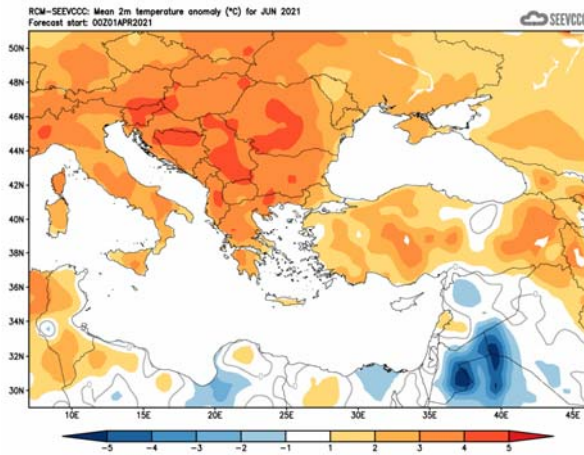 RCM-SEEVCCC: Mean 2m temperature anomaly (°C) for JUN 2021
Forecast start: 00Z01APR2021
SEEVCCC
50N
48N
46N
44N
42N
40N
38N
36N
34N
32N
30N
10E 15E 20E 25E 30E 35E 40E 45E
-5 -4 -3 -2 -1 1 2 3 4 5